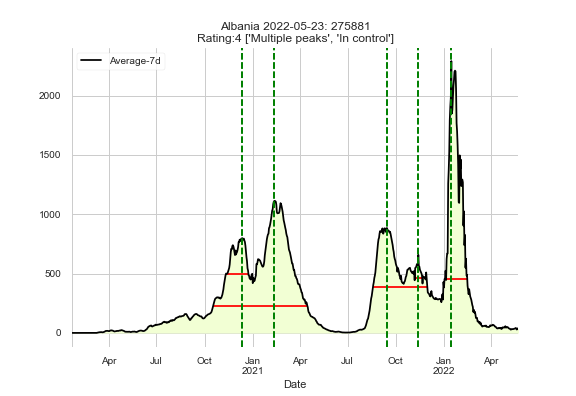 Albania 2022-05-23: 275881
Rating:4 ['Multiple peaks', 'In control']
Average-7d
2000
1500
1000
500
0
Apr Jul Oct Jan Apr Jul Oct Jan Apr
2021 2022
Date